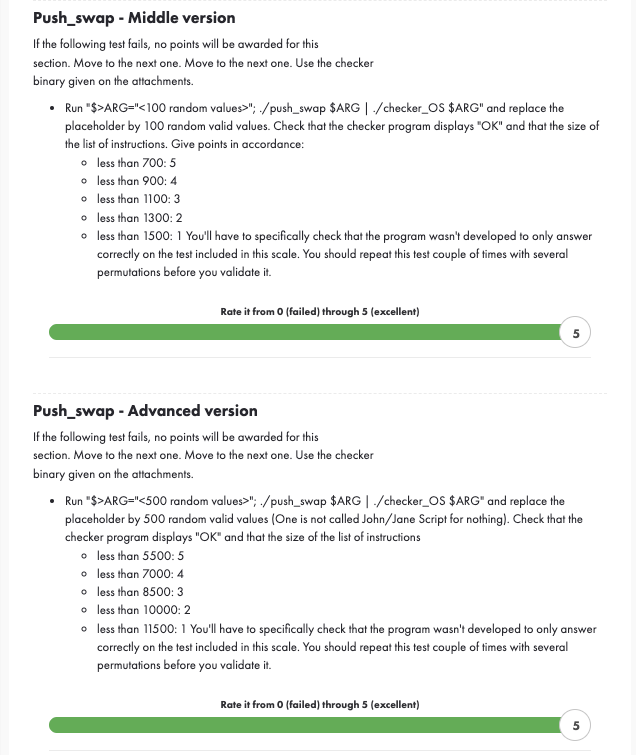 Push_swap - Middle version
If the following test fails, no points will be awarded for this
section. Move to the next one. Move to the next one. Use the checker
binary given on the attachments.
• Run "$>ARG="<100 random values>"; ./push_swap $ARG | ./checker_OS $ARG" and replace the
placeholder by 100 random valid values. Check that the checker program displays "OK" and that the size of
the list of instructions. Give points in accordance:
○ less than 700: 5
○ less than 900: 4
○ less than 1100: 3
○ less than 1300: 2
○ less than 1500: 1 You'll have to specifically check that the program wasn't developed to only answer
correctly on the test included in this scale. You should repeat this test couple of times with several
permutations before you validate it.
Rate it from 0 (failed) through 5 (excellent)
5
Push_swap - Advanced version
If the following test fails, no points will be awarded for this
section. Move to the next one. Move to the next one. Use the checker
binary given on the attachments.
• Run "$>ARG="<500 random values>"; ./push_swap $ARG | ./checker_OS $ARG" and replace the
placeholder by 500 random valid values (One is not called John/Jane Script for nothing). Check that the
checker program displays "OK" and that the size of the list of instructions
○ less than 5500: 5
○ less than 7000: 4
○ less than 8500: 3
○ less than 10000: 2
○ less than 11500: 1 You'll have to specifically check that the program wasn't developed to only answer
correctly on the test included in this scale. You should repeat this test couple of times with several
permutations before you validate it.
Rate it from 0 (failed) through 5 (excellent)
5